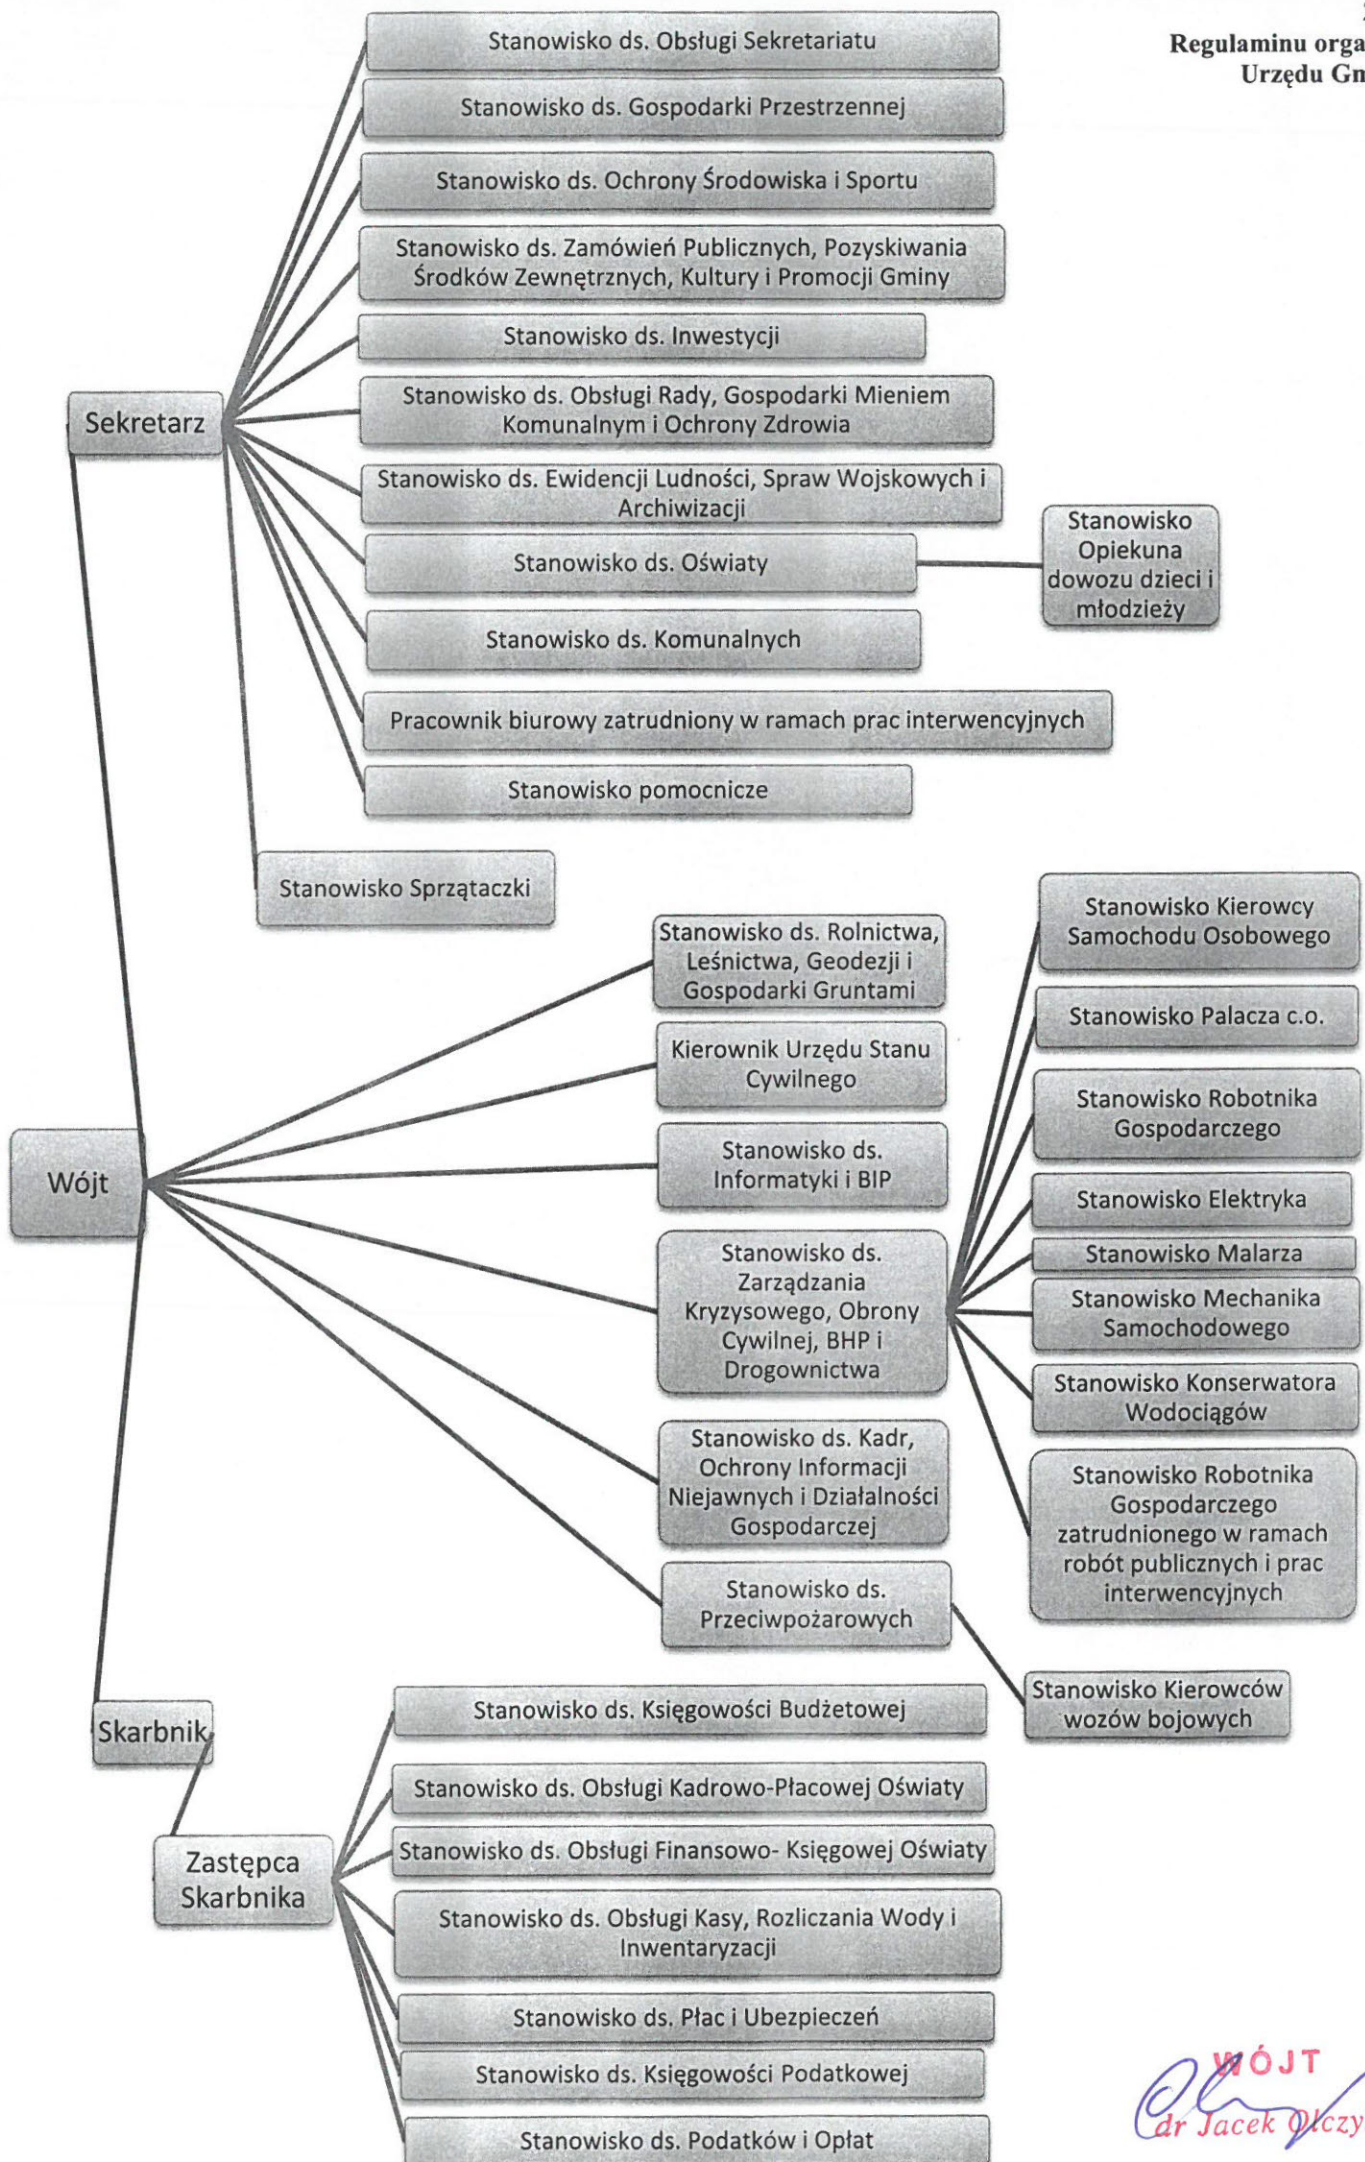 Regulaminu
Urzędu
Stanowisko ds. Obsługi Sekretariatu
Stanowisko ds. Gospodarki Przestrzennej
Stanowisko ds. Ochrony Środowiska i Sportu
Stanowisko ds. Zamówień Publicznych, Pozyskiwania
Środków Zewnętrznych, Kultury i Promocji Gminy
Stanowisko ds. Inwestycji
Sekretarz
Stanowisko ds. Obsługi Rady, Gospodarki Mieniem
Komunalnym i Ochrony Zdrowia
Stanowisko ds. Ewidencji Ludności, Spraw Wojskowych i
Archiwizacji
Stanowisko ds. Oświaty
Stanowisko
Opiekuna
dowozu dzieci i
młodzieży
Stanowisko ds. Komunalnych
Pracownik biurowy zatrudniony w ramach prac interwencyjnych
Stanowisko pomocnicze
Stanowisko Sprzątaczki
Wójt
Stanowisko ds. Rolnictwa,
Leśnictwa, Geodezji i
Gospodarki Gruntami
Kierownik Urzędu Stanu
Cywilnego
Stanowisko ds.
Informatyki i BIP
Stanowisko ds.
Zarządzania
Kryzysowego, Obrony
Cywilnej, BHP i
Drogownictwa
Stanowisko Kierowcy
Samochodu Osobowego
Stanowisko Palacza c.o.
Stanowisko Robotnika
Gospodarczego
Stanowisko Elektryka
Stanowisko Malarza
Stanowisko Mechanika
Samochodowego
Stanowisko Konserwatora
Wodociągów
Stanowisko Robotnika
Gospodarczego
zatrudnionego w ramach
robót publicznych i prac
interwencyjnych
Stanowisko ds. Kadr,
Ochrony Informacji
Niejawnych i Działalności
Gospodarczej
Stanowisko ds.
Przeciwpożarowych
Stanowisko Kierowców
wozów bojowych
Skarbnik
Zastępca
Skarbnika
Stanowisko ds. Księgowości Budżetowej
Stanowisko ds. Obsługi Kadrowo-Płacowej Oświaty
Stanowisko ds. Obsługi Finansowo- Księgowej Oświaty
Stanowisko ds. Obsługi Kasy, Rozliczania Wody i
Inwentaryzacji
Stanowisko ds. Płac i Ubezpieczeń
Stanowisko ds. Księgowości Podatkowej
Stanowisko ds. Podatków i Opłat
WÓJT
dr Jacek